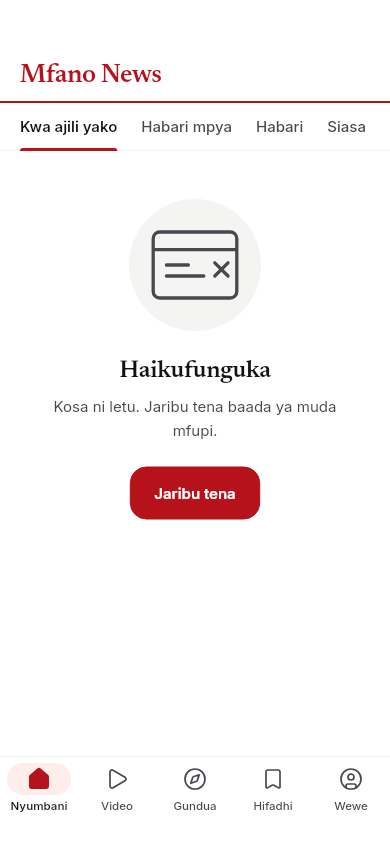 Mfano News
Kwa ajili yako Habari mpya Habari Siasa
Haikufunguka
Kosa ni letu. Jaribu tena baada ya muda
mfupi.
Jaribu tena
Nyumbani Video Gundua Hifadhi Wewe